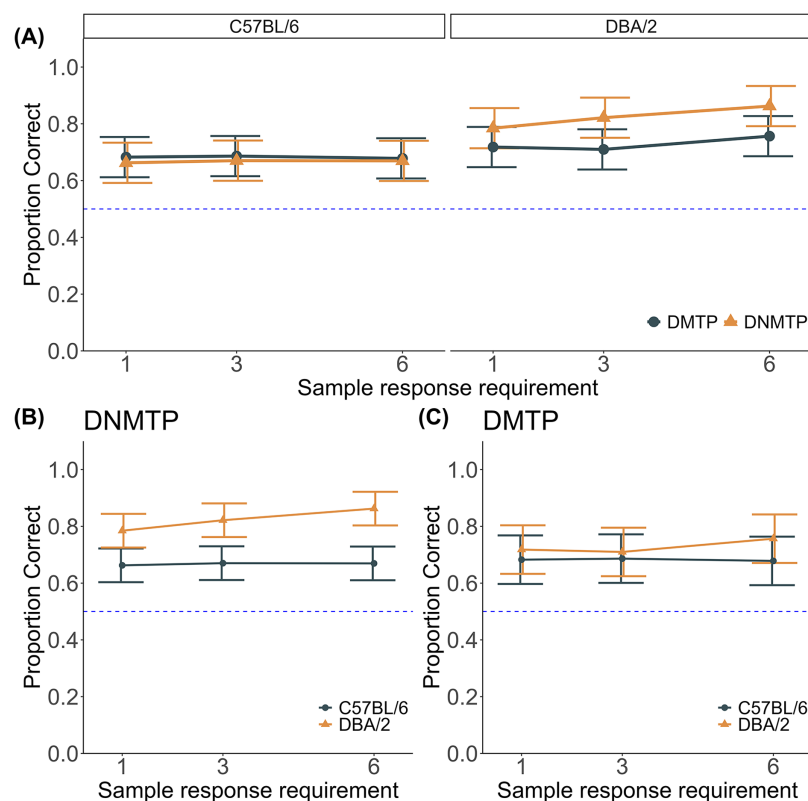 (A)
C57BL/6 DBA/2
Proportion Correct
1.0
0.8
0.6
0.4
0.2
0.0
DMTP DNMTP
1 3 6 1 3 6
Sample response requirement
(B) DNMTP
Proportion Correct
1.0
0.8
0.6
0.4
0.2
0.0
C57BL/6
DBA/2
1 3 6
Sample response requirement
(C) DMTP
Proportion Correct
1.0
0.8
0.6
0.4
0.2
0.0
C57BL/6
DBA/2
1 3 6
Sample response requirement